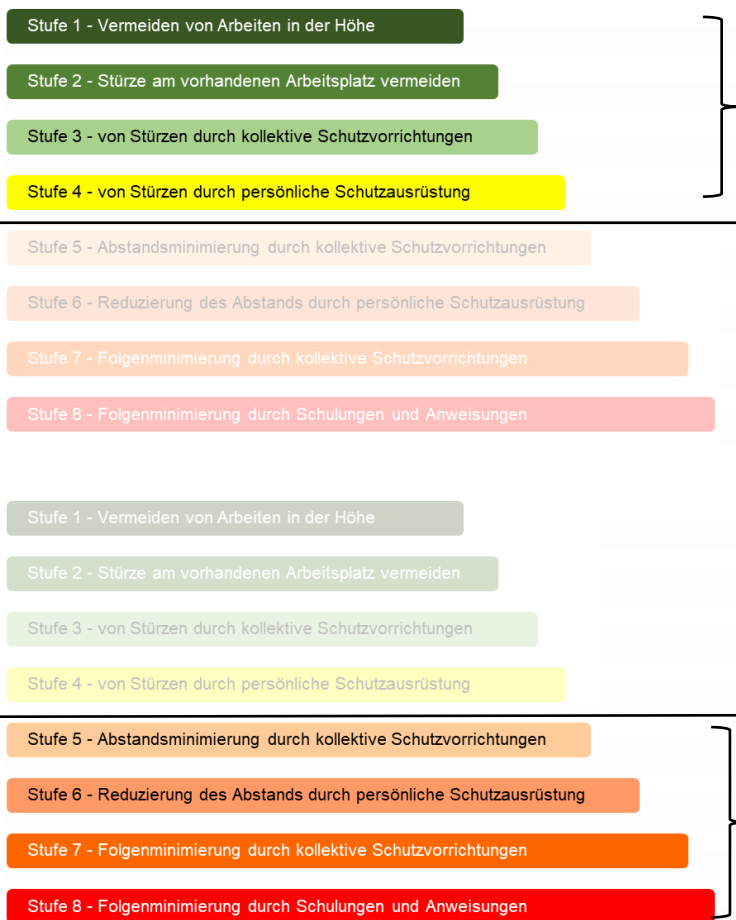 Stufe 1 - Vermeiden von Arbeiten in der Höhe
Stufe 2 - Stürze am vorhandenen Arbeitsplatz vermeiden
Stufe 3 - von Stürzen durch kollektive Schutzvorrichtungen
Stufe 4 - von Stürzen durch persönliche Schutzausrüstung
Stufe 5 - Abstandsminimierung durch kollektive Schutzvorrichtungen
Stufe 6 - Reduzierung des Abstands durch persönliche Schutzausrüstung
Stufe 7 - Folgenminimierung durch kollektive Schutzvorrichtungen
Stufe 8 - Folgenminimierung durch Schulungen und Anweisungen
Stufe 1 - Vermeiden von Arbeiten in der Höhe
Stufe 2 - Stürze am vorhandenen Arbeitsplatz vermeiden
Stufe 3 - von Stürzen durch kollektive Schutzvorrichtungen
Stufe 4 - von Stürzen durch persönliche Schutzausrüstung
Stufe 5 - Abstandsminimierung durch kollektive Schutzvorrichtungen
Stufe 6 - Reduzierung des Abstands durch persönliche Schutzausrüstung
Stufe 7 - Folgenminimierung durch kollektive Schutzvorrichtungen
Stufe 8 - Folgenminimierung durch Schulungen und Anweisungen